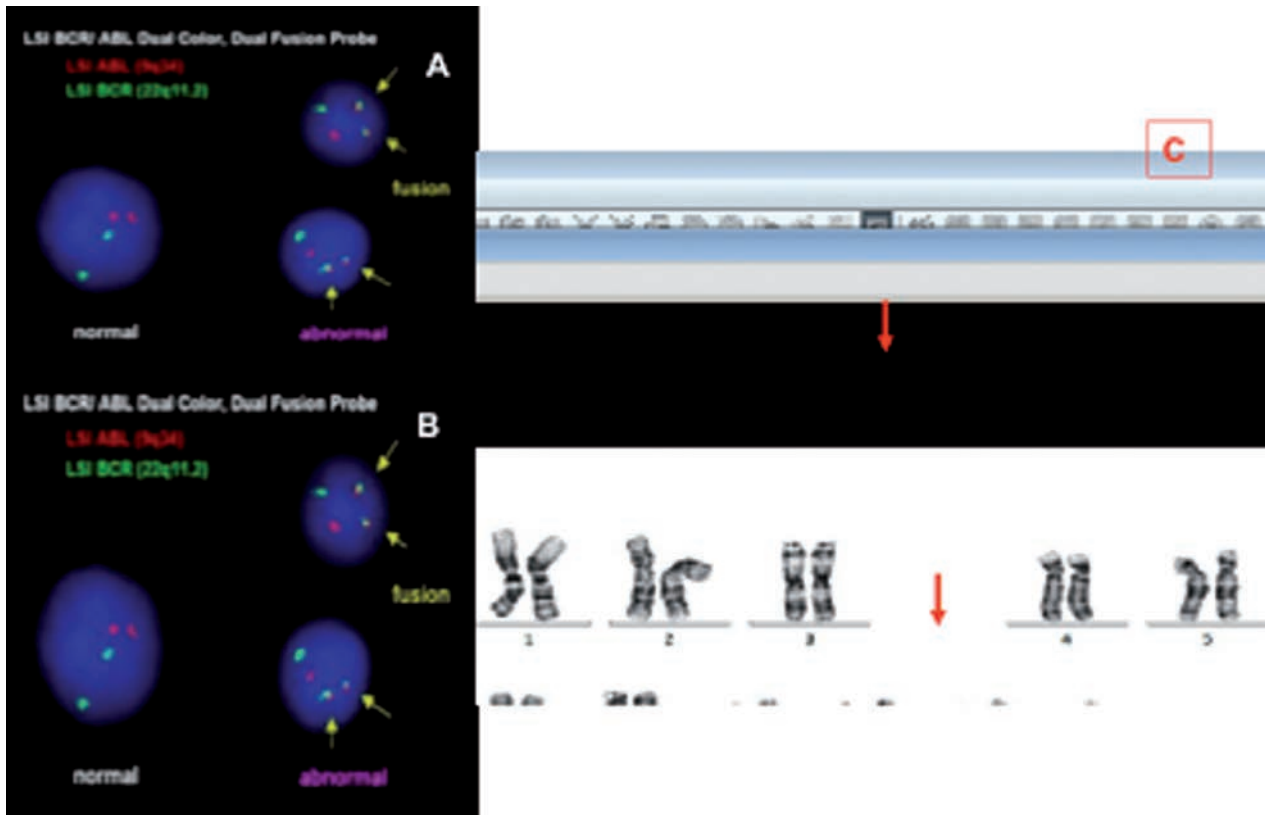 LSI BCR/ ABL Dual Color, Dual Fusion Probe
A
LSI ABL (9q34)
LSI BCR (22q11.2)
fusion
normal
abnormal
LSI BCR/ ABL Dual Color, Dual Fusion Probe
B
LSI ABL (9q34)
LSI BCR (22q11.2)
fusion
normal
abnormal
C
1 2 3 4 5